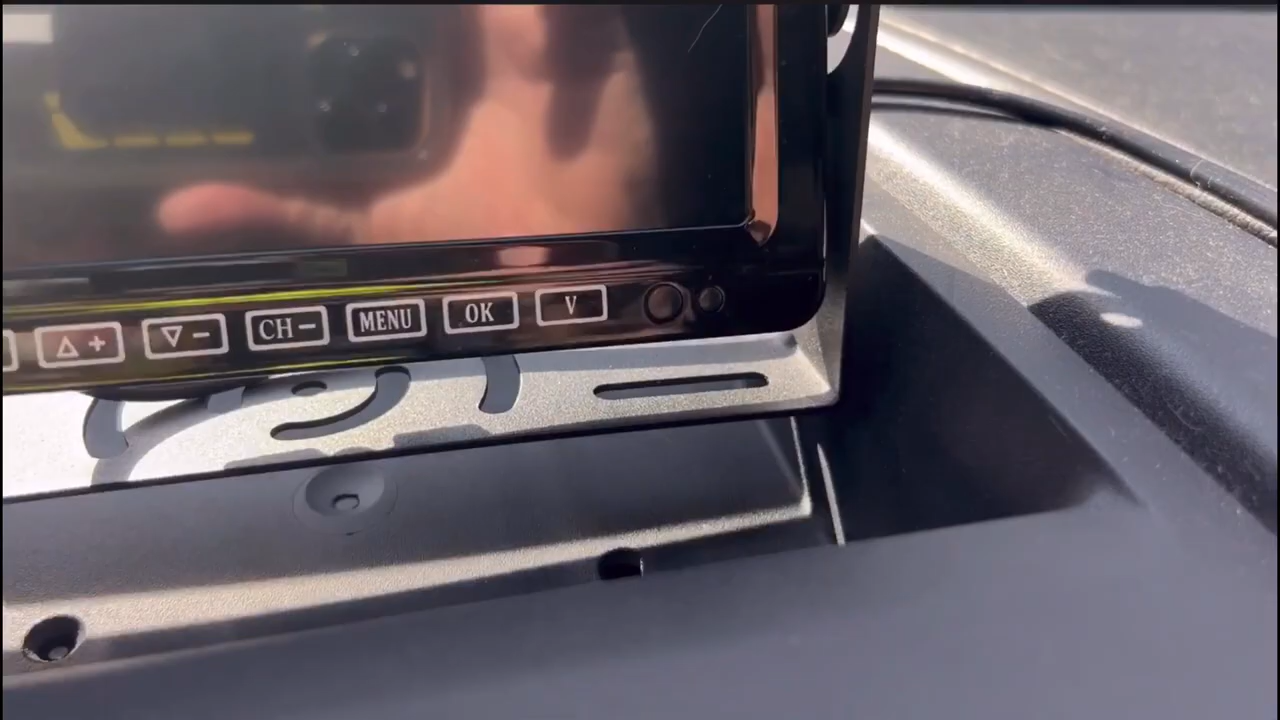 △ + ▽ − CH − MENU OK V